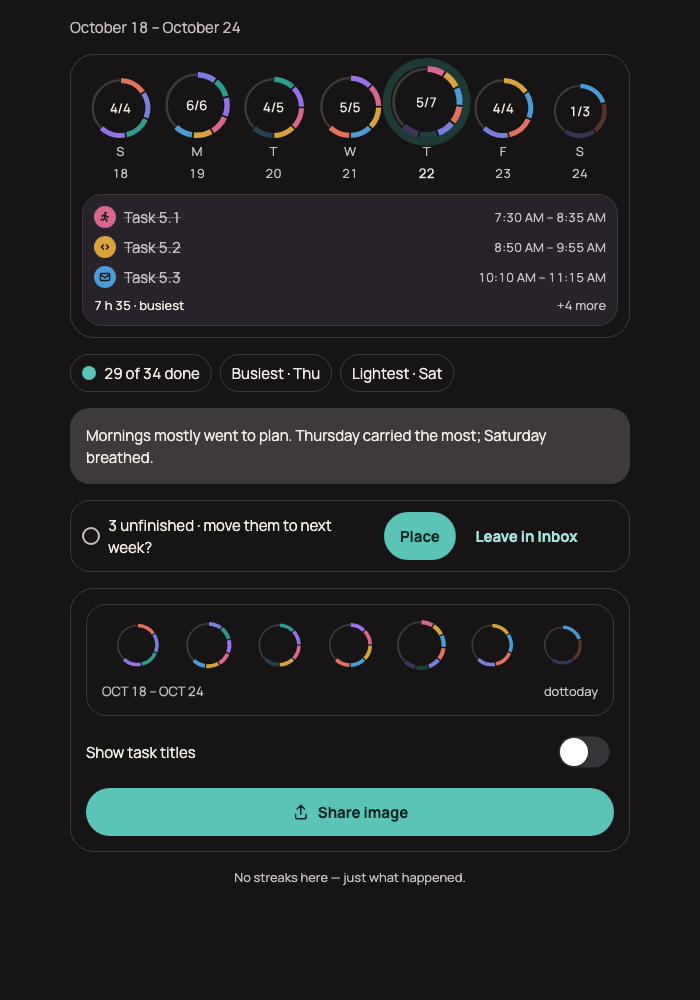 October 18 – October 24
4/4 6/6 4/5 5/5 5/7 4/4 1/3
S M T W T F S
18 19 20 21 22 23 24
Task 5.1 7:30 AM – 8:35 AM
Task 5.2 8:50 AM – 9:55 AM
Task 5.3 10:10 AM – 11:15 AM
7 h 35 · busiest +4 more
29 of 34 done Busiest · Thu Lightest · Sat
Mornings mostly went to plan. Thursday carried the most; Saturday
breathed.
3 unfinished · move them to next
week?
Place Leave in Inbox
OCT 18 – OCT 24 dottoday
Show task titles
Share image
No streaks here — just what happened.